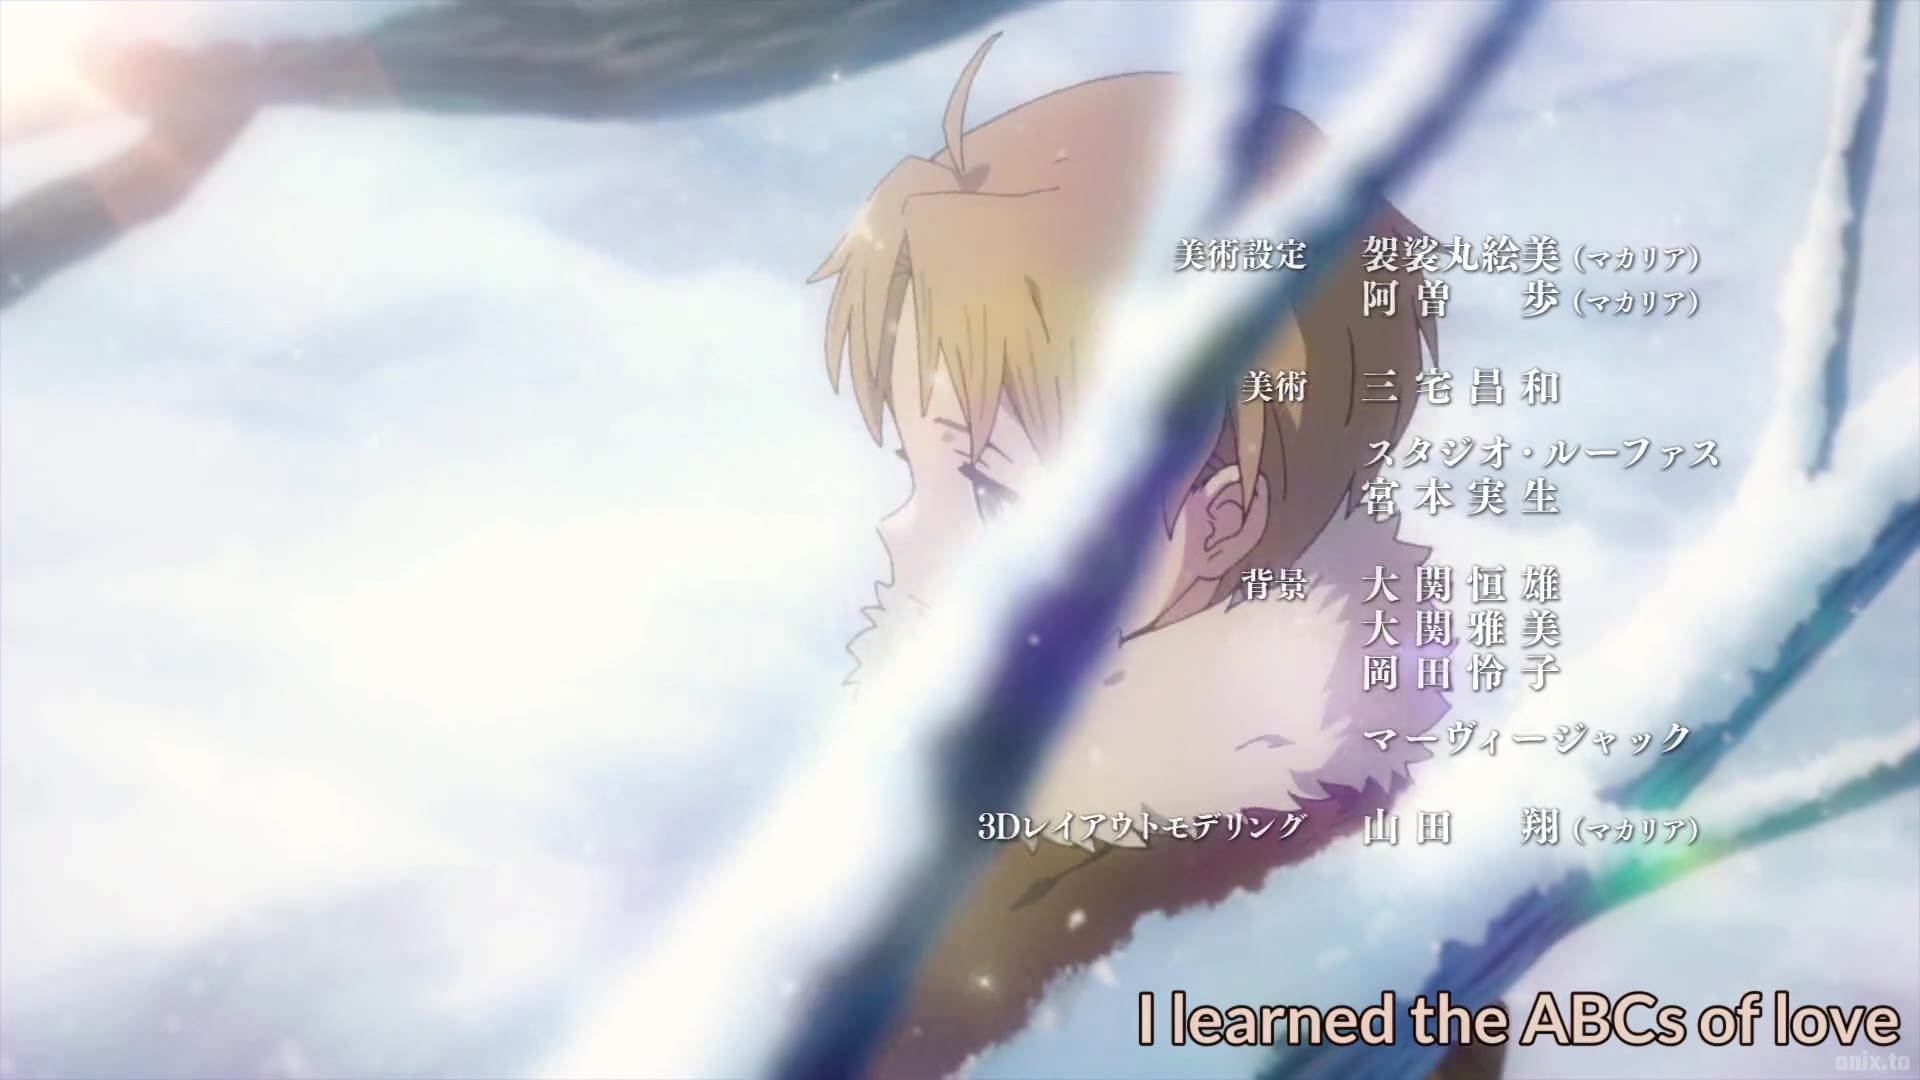 美術設定 袈裟丸絵美(マカリア)
阿曽 歩(マカリア)
美術 三宅昌和
スタジオ・ルーファス
宮本実生
背景 大関恒雄
大関雅美
岡田怜子
マーヴィージャック
3Dレイアウトモデリング 山田 翔(マカリア)
I learned the ABCs of love
anix.to